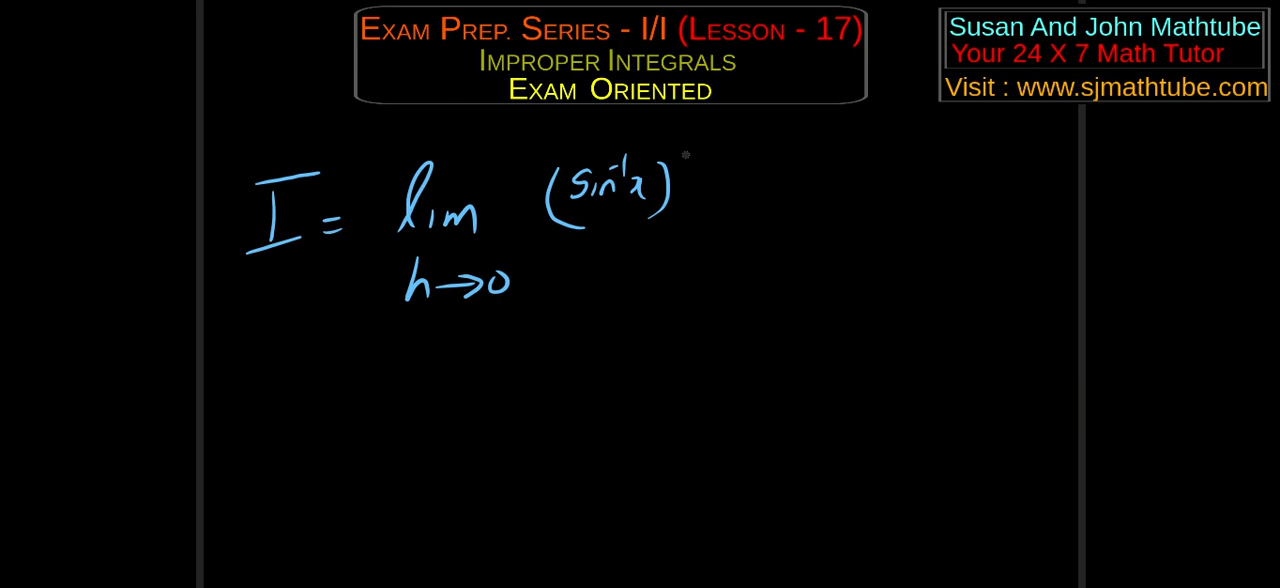 EXAM PREP. SERIES - I/I (LESSON - 17)
IMPROPER INTEGRALS
EXAM ORIENTED
Susan And John Mathtube
Your 24 X 7 Math Tutor
Visit : www.sjmathtube.com
I = lim (sin⁻¹x)
h→0